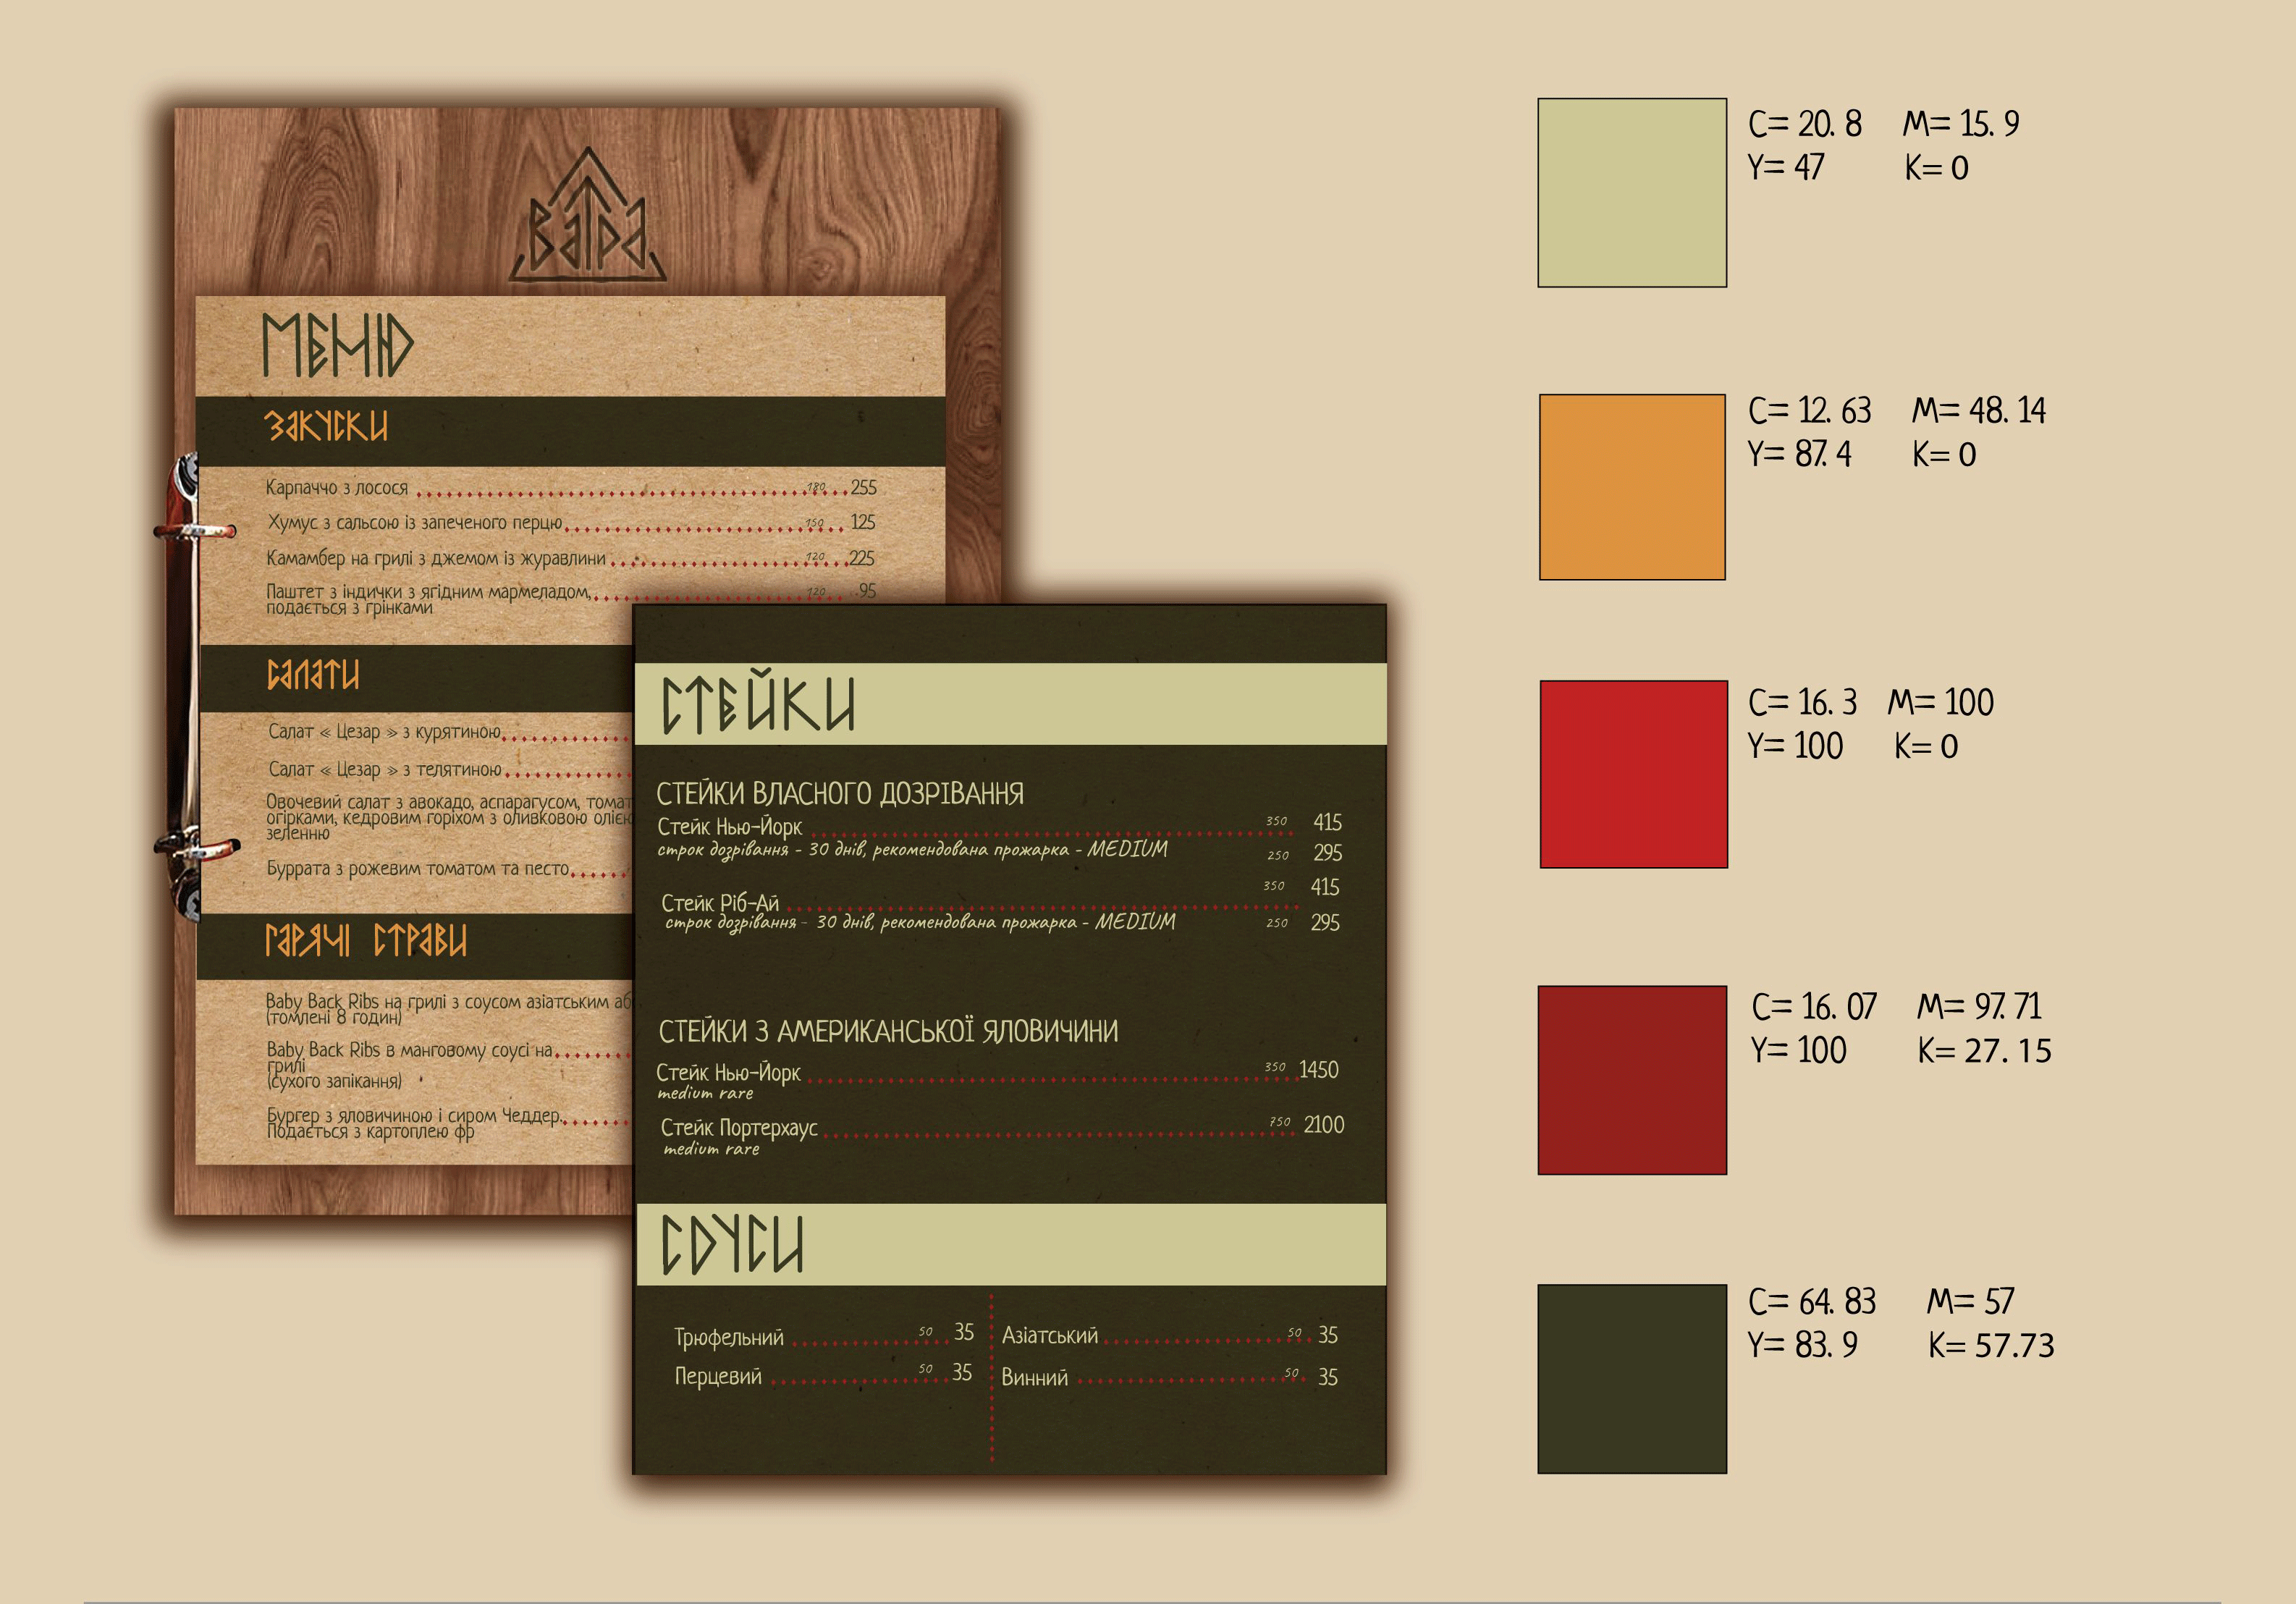 Ватра
МЕНЮ
ЗАКУСКИ
Карпаччо з лосося 180 255
Хумус з сальсою із запеченого перцю 150 125
Камамбер на грилі з джемом із журавлини 120 225
Паштет з індички з ягідним мармеладом, 120 95
подається з грінками
САЛАТИ
Салат « Цезар » з курятиною
Салат « Цезар » з телятиною
Овочевий салат з авокадо, аспарагусом,
огірками, кедровим горіхом з оливковою
зеленню
Буррата з рожевим томатом та песто
ГАРЯЧІ СТРАВИ
Baby Back Ribs на грилі з соусом азіатським
(томлені 8 годин)
Baby Back Ribs в манговому соусі на
грилі
(сухого запікання)
Бургер з яловичиною і сиром Чеддер.
Подається з картоплею фр
СТЕЙКИ
СТЕЙКИ ВЛАСНОГО ДОЗРІВАННЯ
Стейк Нью-Йорк 350 415
строк дозрівання - 30 днів, рекомендована прожарка - MEDIUM 250 295
Стейк Ріб-Ай 350 415
строк дозрівання - 30 днів, рекомендована прожарка - MEDIUM 250 295
СТЕЙКИ З АМЕРИКАНСЬКОЇ ЯЛОВИЧИНИ
Стейк Нью-Йорк 350 1450
medium rare
Стейк Портерхаус 750 2100
medium rare
СОУСИ
Трюфельний 50 35
Перцевий 50 35
Азіатський 50 35
Винний 50 35
C= 20. 8 M= 15. 9
Y= 47 K= 0
C= 12. 63 M= 48. 14
Y= 87. 4 K= 0
C= 16. 3 M= 100
Y= 100 K= 0
C= 16. 07 M= 97. 71
Y= 100 K= 27. 15
C= 64. 83 M= 57
Y= 83. 9 K= 57.73